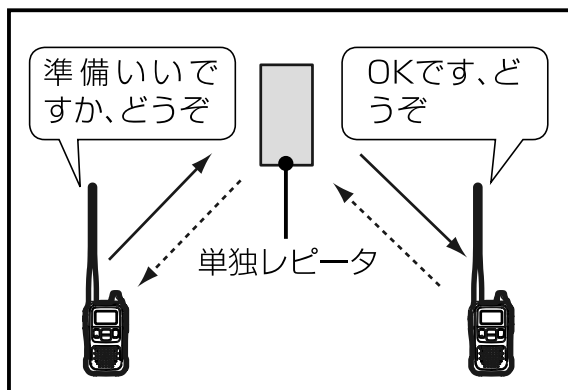 準備いいで
すか、どうぞ
OKです、ど
うぞ
単独レピータ